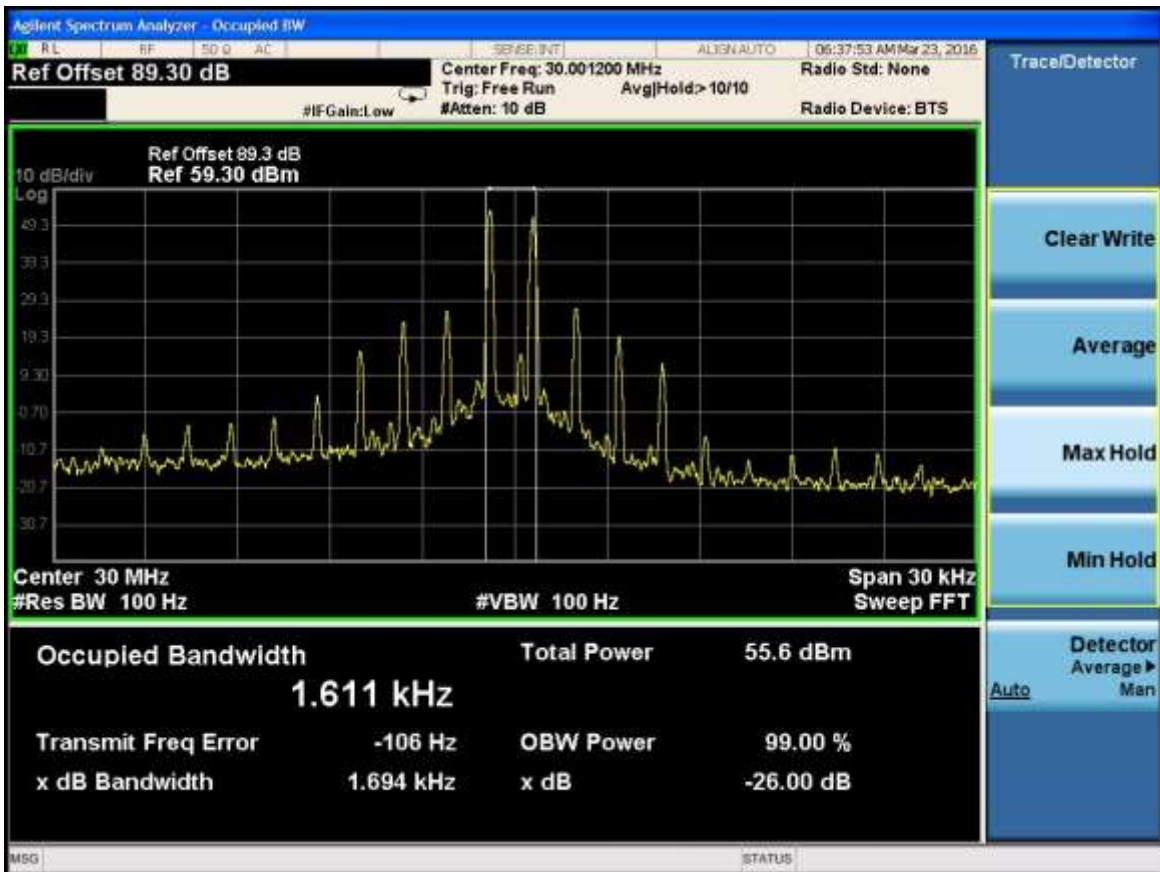 Agilent Spectrum Analyzer - Occupied BW
LXI RL RF 50 Ω AC SENSE:INT ALIGN AUTO 06:37:53 AM Mar 23, 2016
Ref Offset 89.30 dB
Center Freq: 30.001200 MHz
Radio Std: None
Trig: Free Run Avg|Hold:> 10/10
#IFGain:Low #Atten: 10 dB Radio Device: BTS
Trace/Detector
Ref Offset 89.3 dB
10 dB/div Ref 59.30 dBm
Log
49.3
39.3
29.3
19.3
9.30
-0.70
-10.7
-20.7
-30.7
Center 30 MHz Span 30 kHz
#Res BW 100 Hz #VBW 100 Hz Sweep FFT
Occupied Bandwidth Total Power 55.6 dBm
1.611 kHz
Transmit Freq Error -106 Hz OBW Power 99.00 %
x dB Bandwidth 1.694 kHz x dB -26.00 dB
Clear Write
Average
Max Hold
Min Hold
Detector
Average▶
Auto Man
MSG STATUS